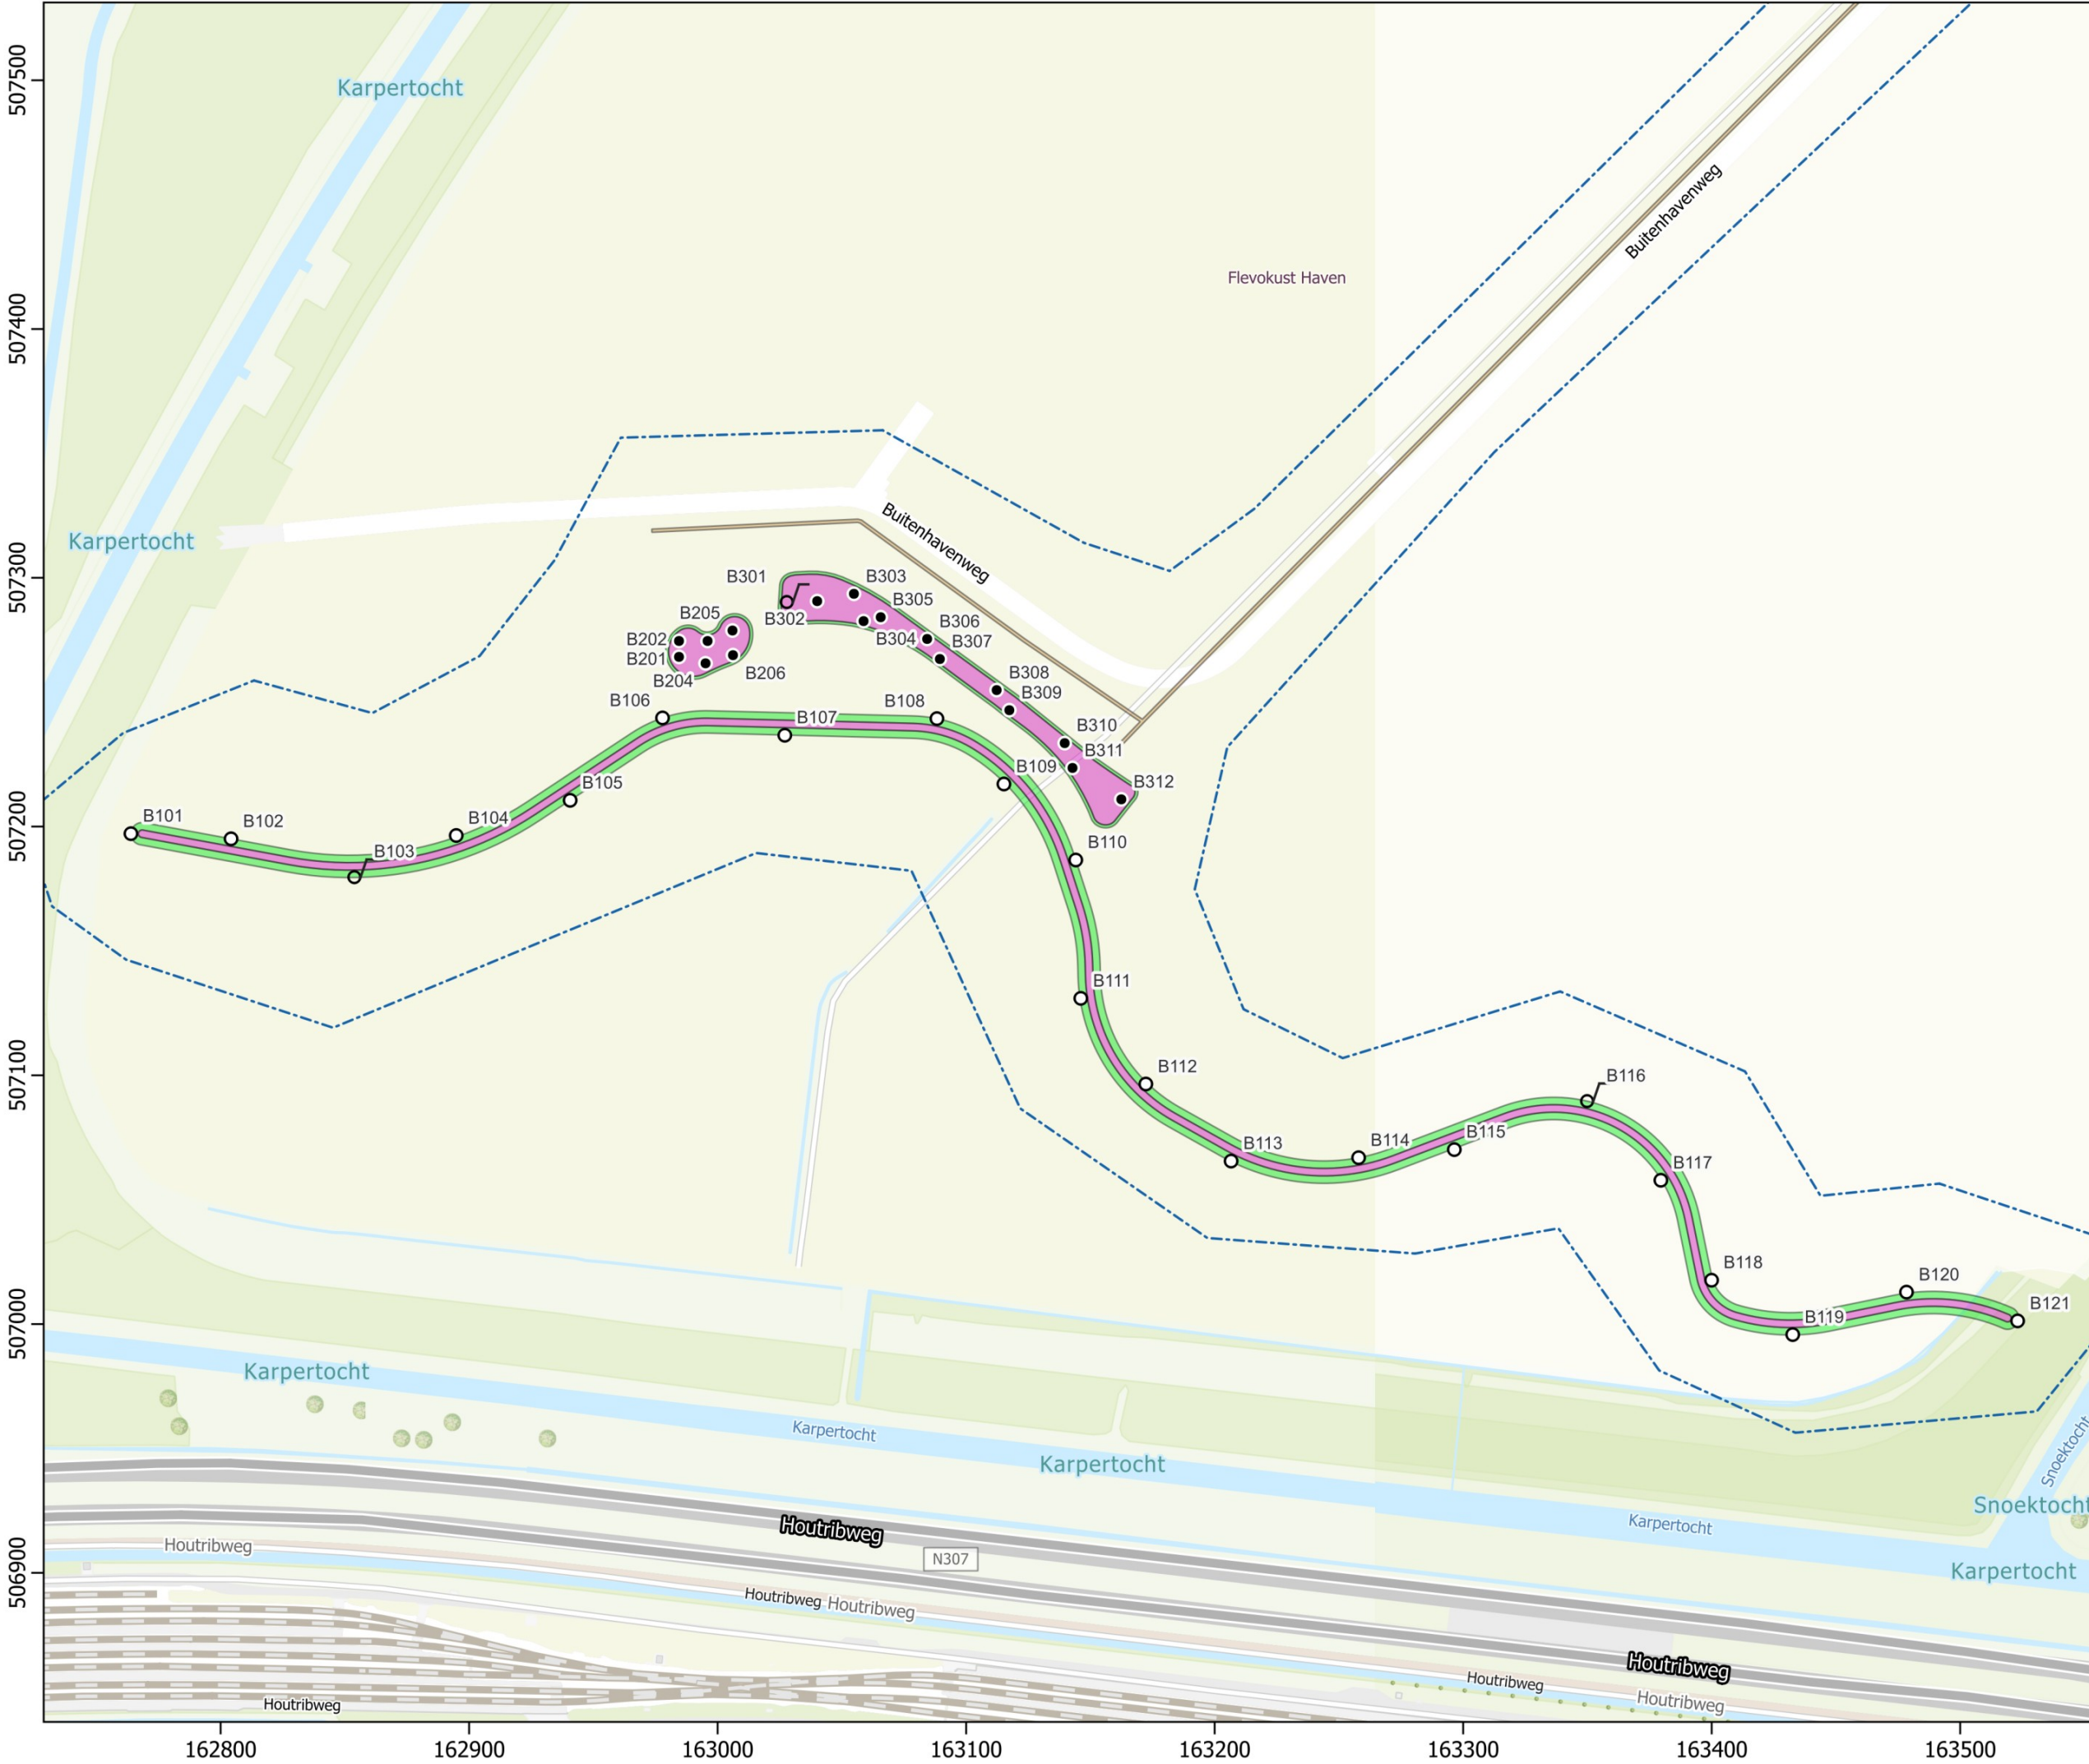 507500
Karpertocht
Buitenhavenweg
Flevokust Haven
507400
Buitenhavenweg
Karpertocht
507300
B301
B303
B305
B302
B205
B306
B304
B307
B202
B201
B206
B204
B308
B309
B106
B107
B108
B310
B311
B109
B312
B105
507200
B101
B102
B104
B103
B110
B111
507100
B112
B116
B113
B114
B115
B117
B118
B120
B121
B119
507000
Karpertocht
Karpertocht
Karpertocht
Snoektocht
Snoektocht
Karpertocht
Karpertocht
Houtribweg
Houtribweg
N307
506900
Houtribweg
Houtribweg
Houtribweg
Houtribweg
Houtribweg
Houtribweg
162800
162900
163000
163100
163200
163300
163400
163500